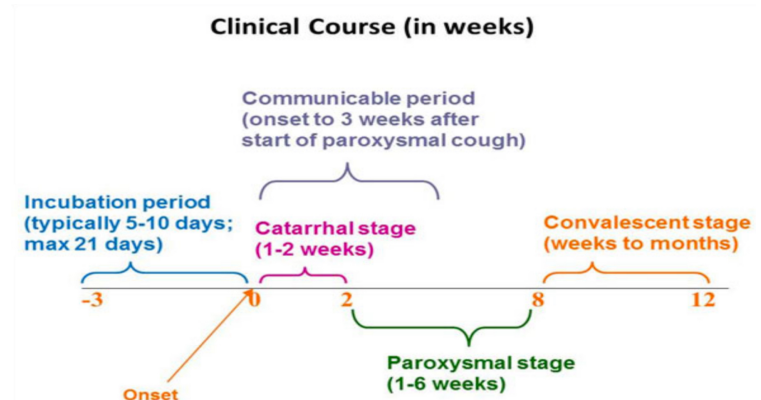 Clinical Course (in weeks)
Communicable period
(onset to 3 weeks after
start of paroxysmal cough)
Incubation period
(typically 5-10 days;
max 21 days)
Catarrhal stage
(1-2 weeks)
Convalescent stage
(weeks to months)
-3
0
2
8
12
Paroxysmal stage
(1-6 weeks)
Onset